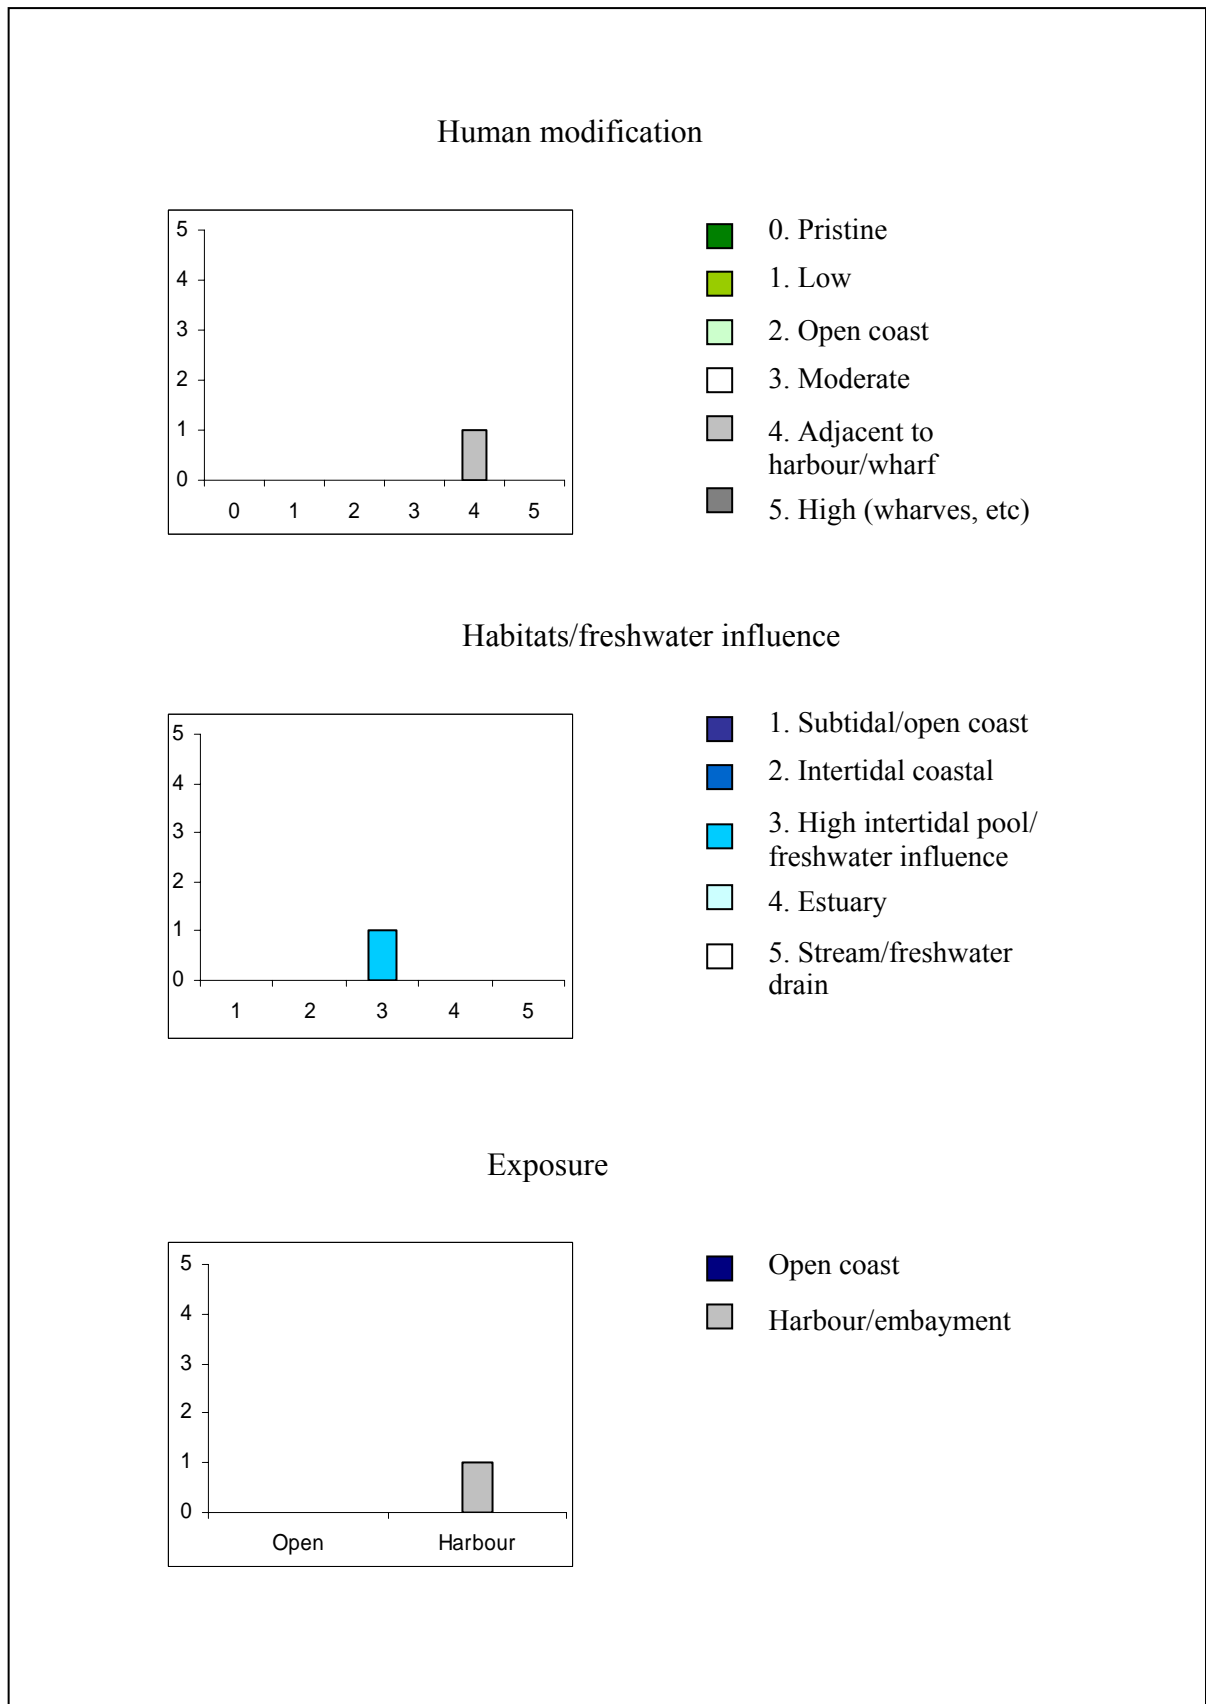 Human modification
5
4
3
2
1
0
0 1 2 3 4 5
0. Pristine
1. Low
2. Open coast
3. Moderate
4. Adjacent to
harbour/wharf
5. High (wharves, etc)
Habitats/freshwater influence
5
4
3
2
1
0
1 2 3 4 5
1. Subtidal/open coast
2. Intertidal coastal
3. High intertidal pool/
freshwater influence
4. Estuary
5. Stream/freshwater
drain
Exposure
5
4
3
2
1
0
Open Harbour
Open coast
Harbour/embayment